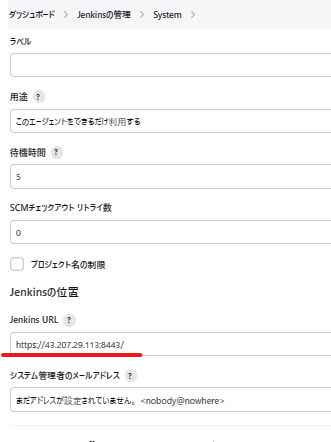 ダッシュボード > Jenkinsの管理 > System >
ラベル
用途 ?
このエージェントをできるだけ利用する
待機時間 ?
5
SCMチェックアウト リトライ数
0
プロジェクト名の制限
Jenkinsの位置
Jenkins URL ?
https://43.207.29.113:8443/
システム管理者のメールアドレス ?
まだアドレスが設定されていません。 <nobody@nowhere>